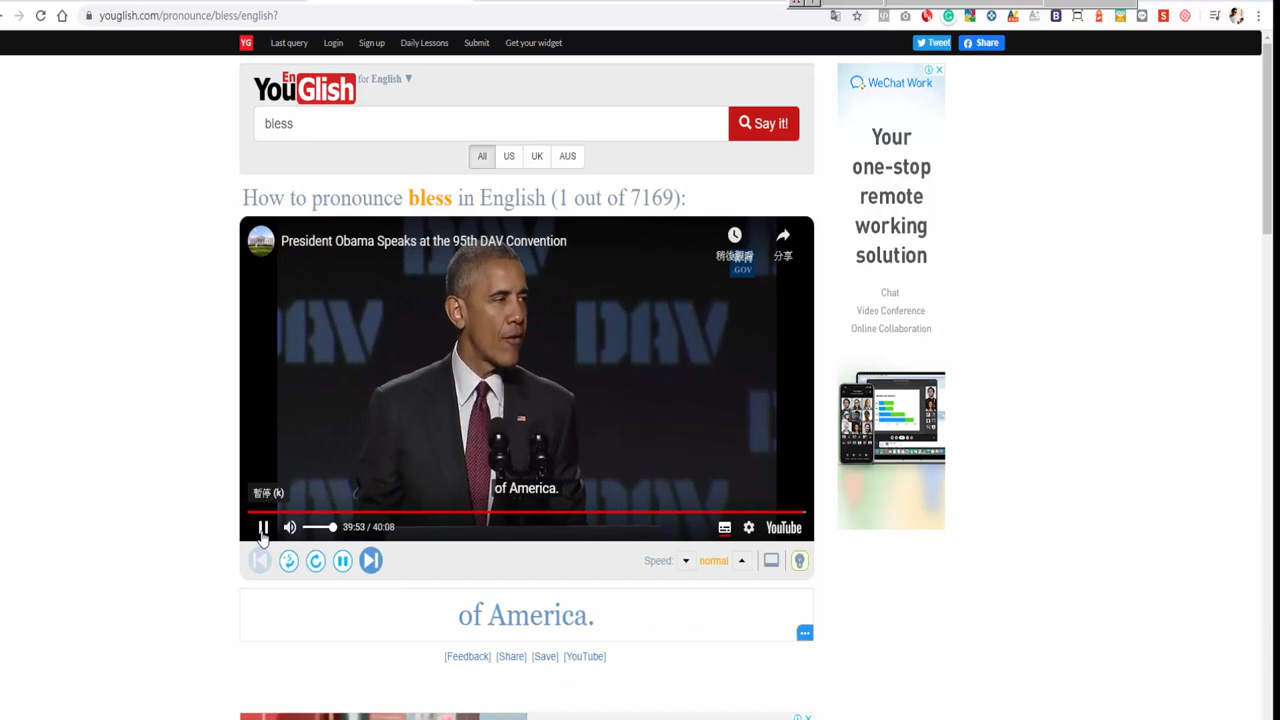 youglish.com/pronounce/bless/english?
YG
Last query
Login
Sign up
Daily Lessons
Submit
Get your widget
Tweet
Share
En
YouGlish
for English ▼
bless
Say it!
All
US
UK
AUS
How to pronounce bless in English (1 out of 7169):
President Obama Speaks at the 95th DAV Convention
稍後觀看
分享
.GOV
DAV
DAV
of America.
暫停 (k)
39:53 / 40:08
YouTube
Speed:
normal
of America.
[Feedback] [Share] [Save] [YouTube]
WeChat Work
Your
one-stop
remote
working
solution
Chat
Video Conference
Online Collaboration